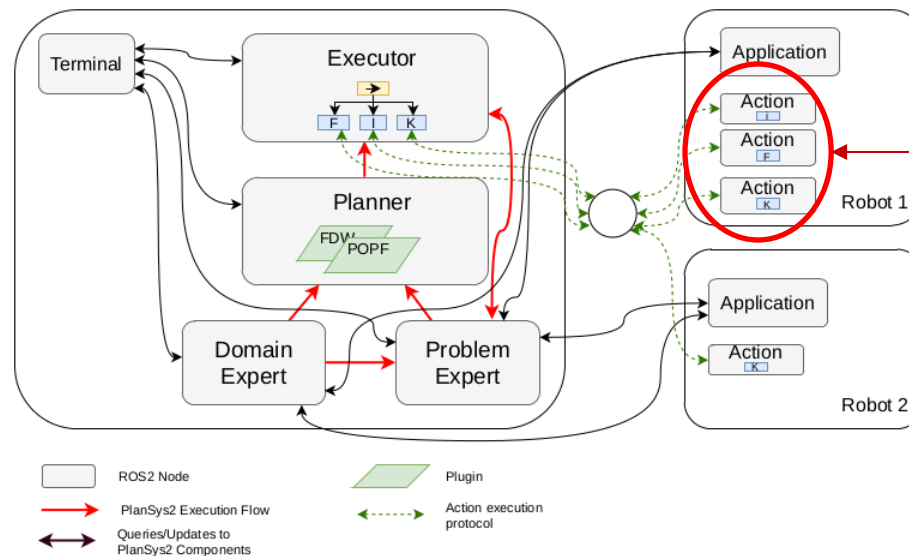 Terminal
Executor
F I K
Planner
FDW
POPF
Domain
Expert
Problem
Expert
Application
Action
I
Action
F
Action
K
Robot 1
Application
Action
K
Robot 2
ROS2 Node
Plugin
PlanSys2 Execution Flow
Action execution
protocol
Queries/Updates to
PlanSys2 Components